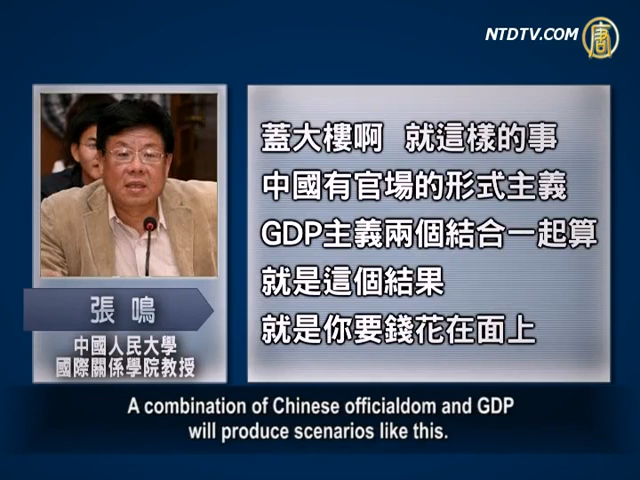 NTDTV.COM 唐
蓋大樓啊 就這樣的事
中國有官場的形式主義
GDP主義兩個結合一起算
就是這個結果
就是你要錢花在面上
張 鳴
中國人民大學
國際關係學院教授
A combination of Chinese officialdom and GDP
will produce scenarios like this.